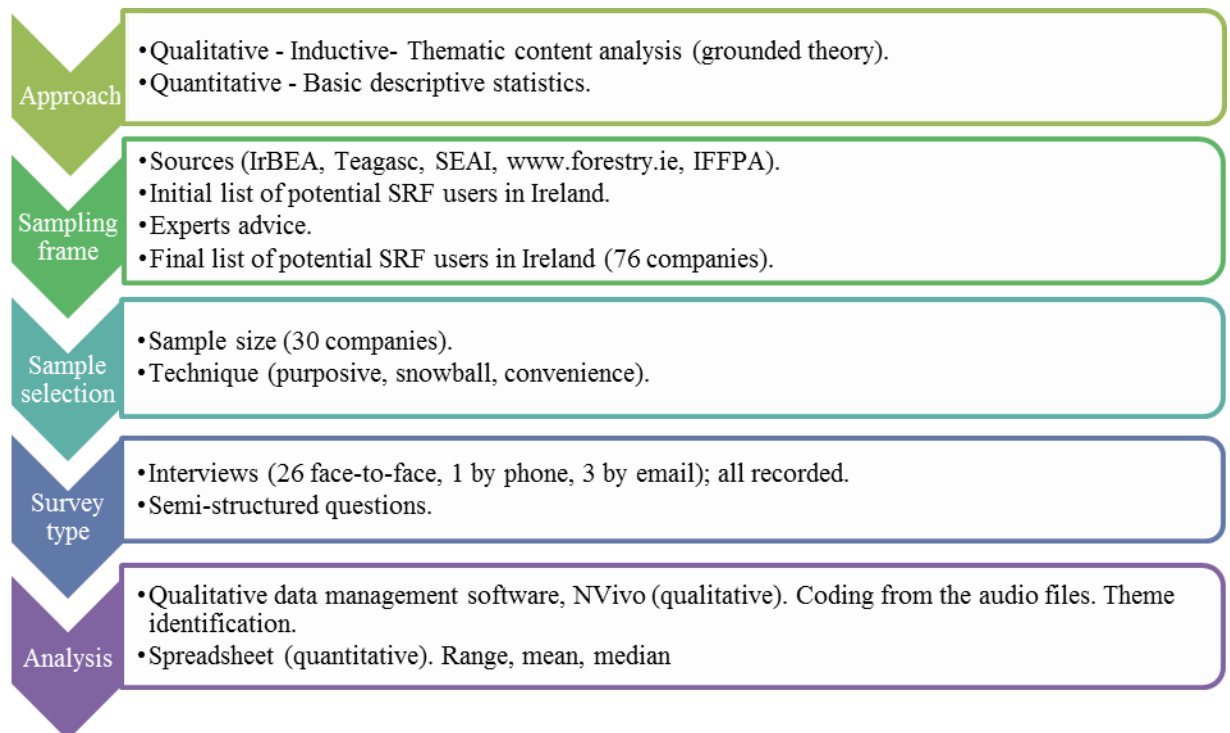 Approach
•Qualitative - Inductive- Thematic content analysis (grounded theory).
•Quantitative - Basic descriptive statistics.
Sampling
frame
•Sources (IrBEA, Teagasc, SEAI, www.forestry.ie, IFFPA).
•Initial list of potential SRF users in Ireland.
•Experts advice.
•Final list of potential SRF users in Ireland (76 companies).
Sample
selection
•Sample size (30 companies).
•Technique (purposive, snowball, convenience).
Survey
type
•Interviews (26 face-to-face, 1 by phone, 3 by email); all recorded.
•Semi-structured questions.
Analysis
•Qualitative data management software, NVivo (qualitative). Coding from the audio files. Theme
identification.
•Spreadsheet (quantitative). Range, mean, median